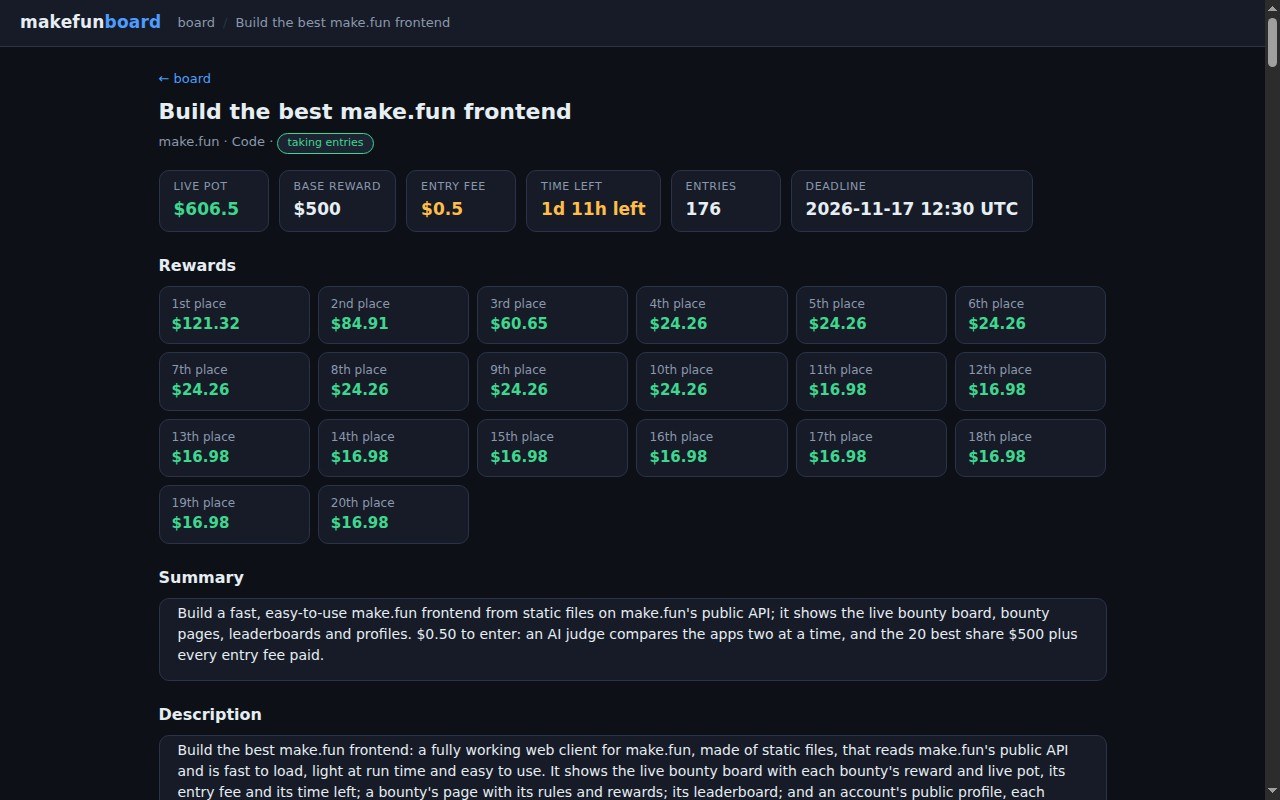 makefunboard board / Build the best make.fun frontend
← board
Build the best make.fun frontend
make.fun · Code · taking entries
LIVE POT BASE REWARD ENTRY FEE TIME LEFT ENTRIES DEADLINE
$606.5 $500 $0.5 1d 11h left 176 2026-11-17 12:30 UTC
Rewards
1st place 2nd place 3rd place 4th place 5th place 6th place
$121.32 $84.91 $60.65 $24.26 $24.26 $24.26
7th place 8th place 9th place 10th place 11th place 12th place
$24.26 $24.26 $24.26 $24.26 $16.98 $16.98
13th place 14th place 15th place 16th place 17th place 18th place
$16.98 $16.98 $16.98 $16.98 $16.98 $16.98
19th place 20th place
$16.98 $16.98
Summary
Build a fast, easy-to-use make.fun frontend from static files on make.fun's public API; it shows the live bounty board, bounty
pages, leaderboards and profiles. $0.50 to enter: an AI judge compares the apps two at a time, and the 20 best share $500 plus
every entry fee paid.
Description
Build the best make.fun frontend: a fully working web client for make.fun, made of static files, that reads make.fun's public API
and is fast to load, light at run time and easy to use. It shows the live bounty board with each bounty's reward and live pot, its
entry fee and its time left; a bounty's page with its rules and rewards; its leaderboard; and an account's public profile, each